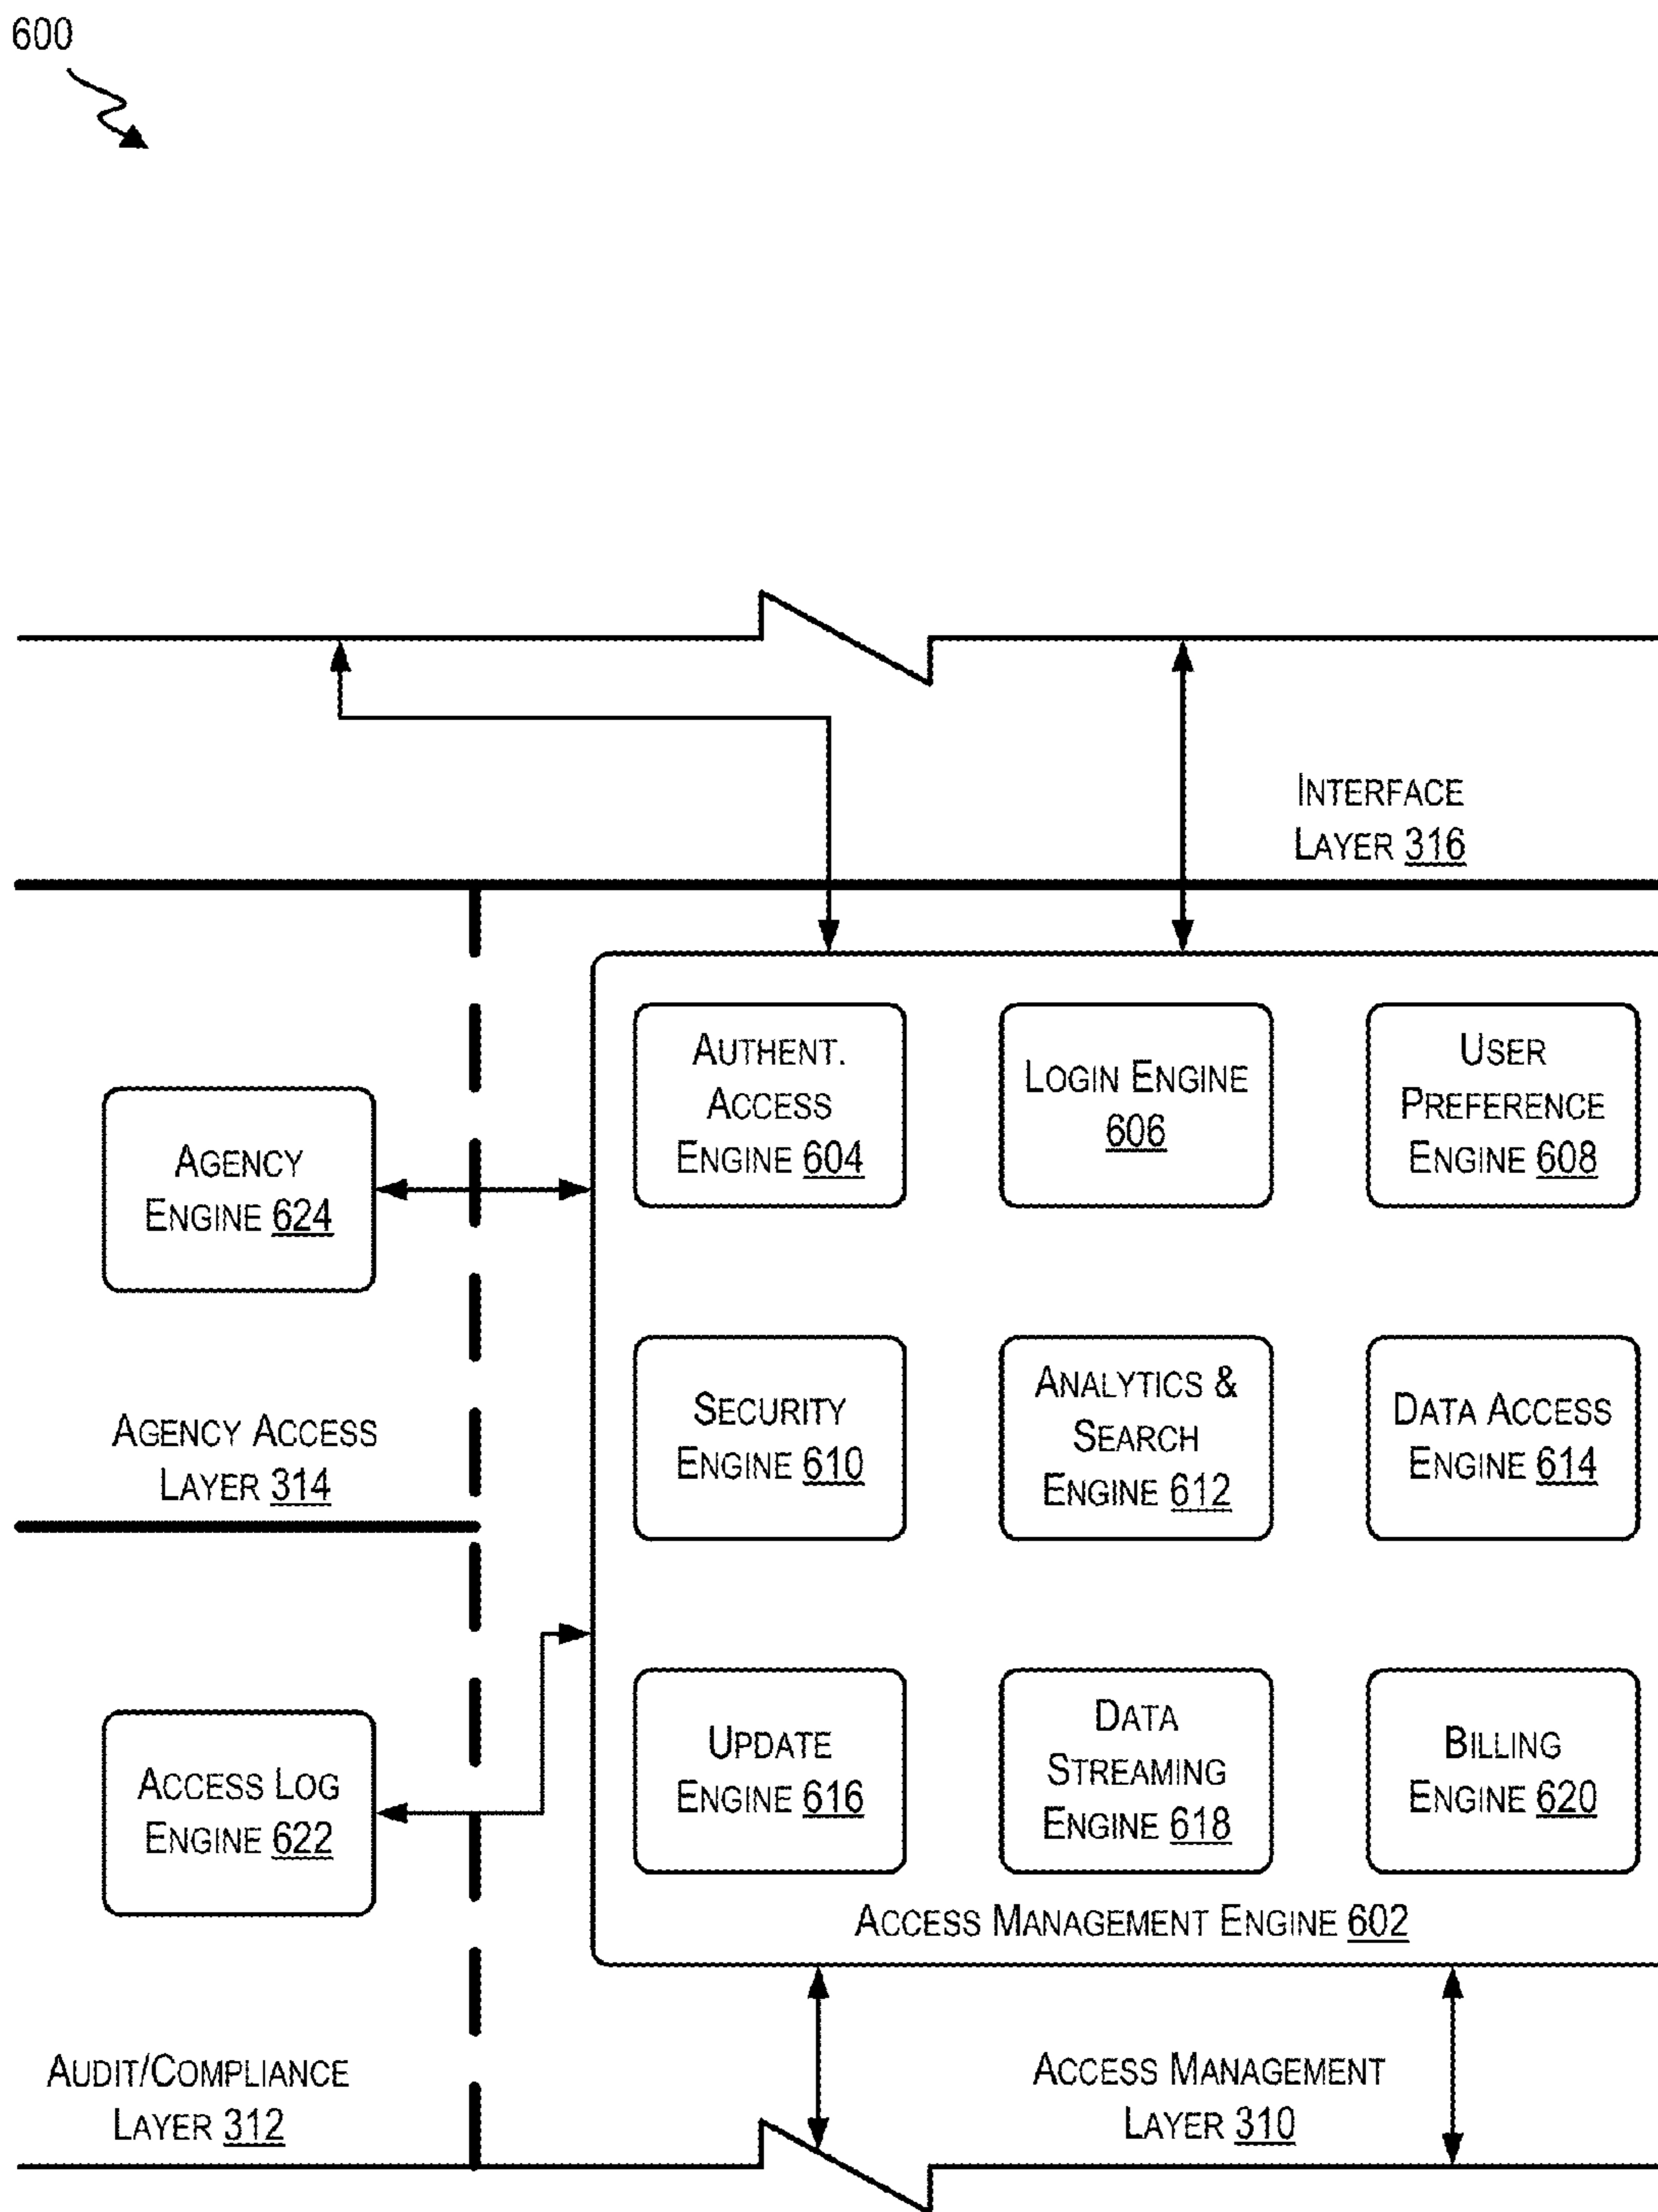 600
INTERFACE
LAYER 316
AUTHENT.
ACCESS
ENGINE 604
LOGIN ENGINE
606
USER
PREFERENCE
ENGINE 608
AGENCY
ENGINE 624
SECURITY
ENGINE 610
ANALYTICS &
SEARCH
ENGINE 612
DATA ACCESS
ENGINE 614
AGENCY ACCESS
LAYER 314
UPDATE
ENGINE 616
DATA
STREAMING
ENGINE 618
BILLING
ENGINE 620
ACCESS LOG
ENGINE 622
ACCESS MANAGEMENT ENGINE 602
AUDIT/COMPLIANCE
LAYER 312
ACCESS MANAGEMENT
LAYER 310